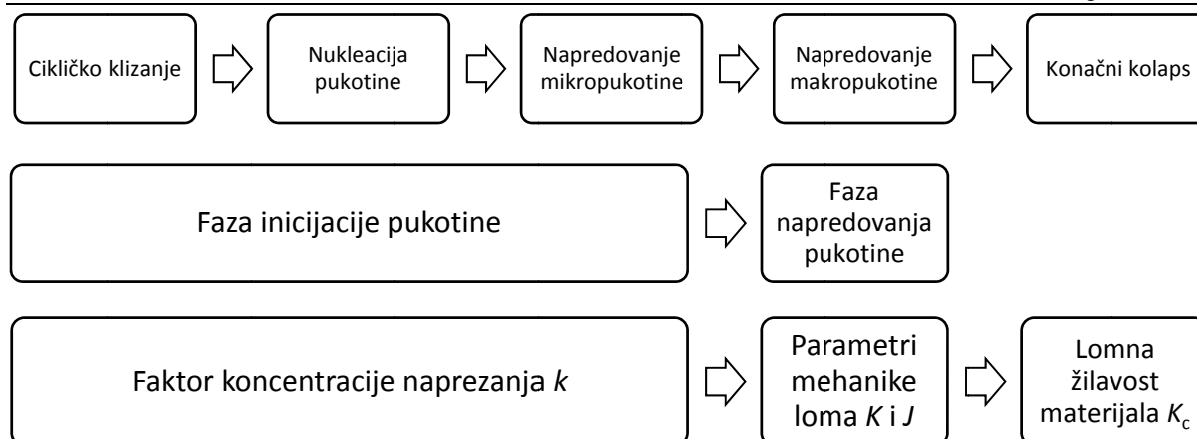 Cikličko klizanje
Nukleacija
pukotine
Napredovanje
mikropukotine
Napredovanje
makropukotine
Konačni kolaps
Faza inicijacije pukotine
Faza
napredovanja
pukotine
Faktor koncentracije naprezanja k
Parametri
mehanike
loma K i J
Lomna
žilavost
materijala Kc